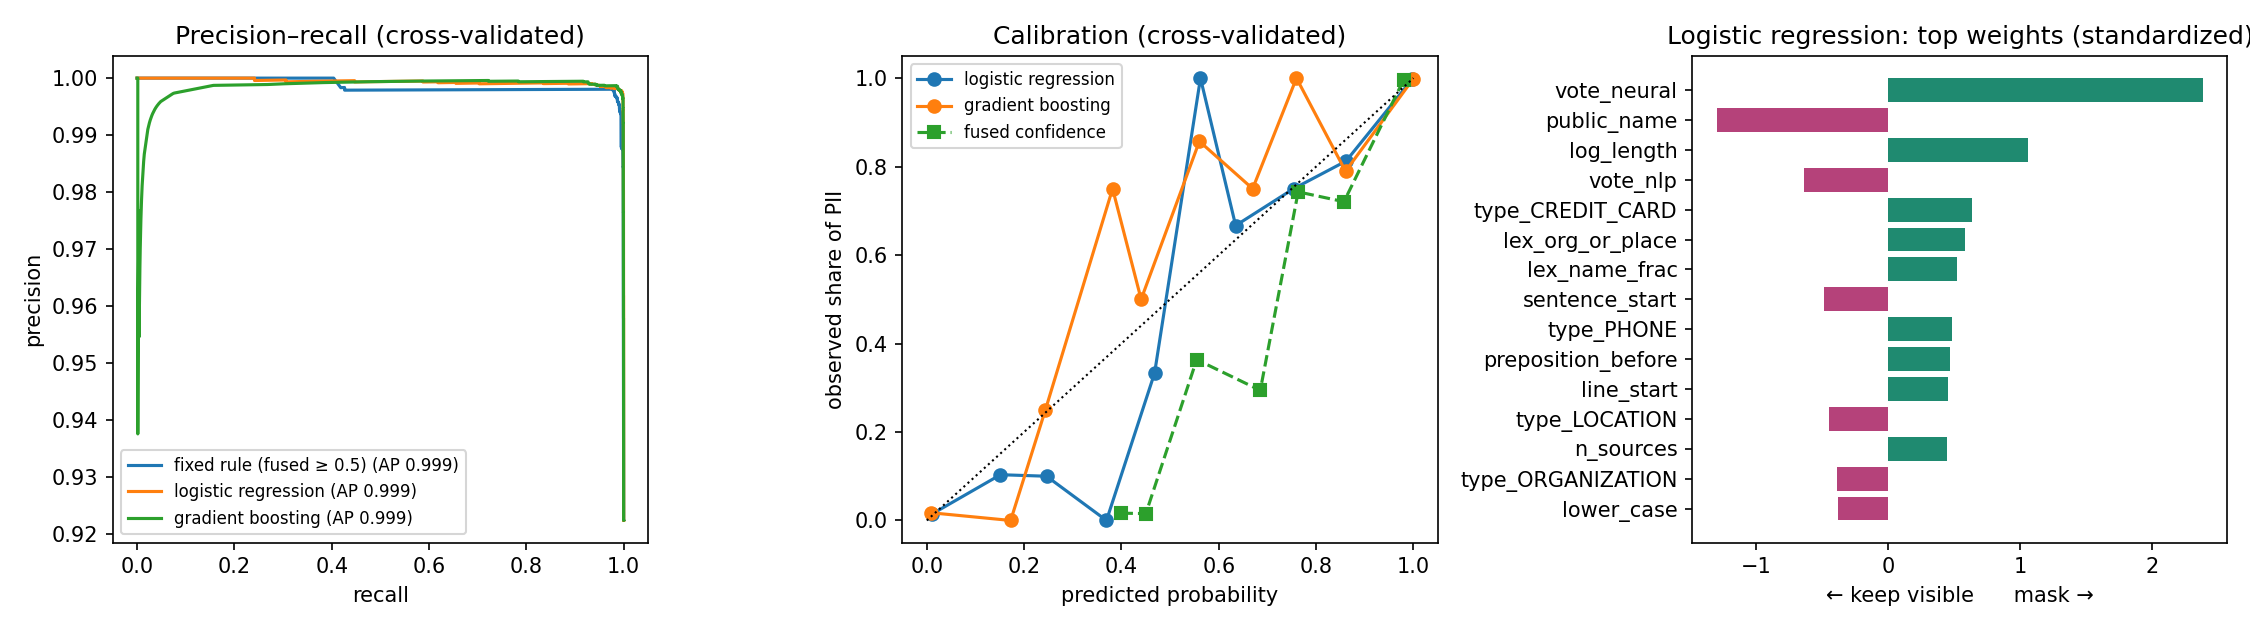 Precision–recall (cross-validated)
precision
1.00
0.99
0.98
0.97
0.96
0.95
0.94
0.93
0.92
fixed rule (fused ≥ 0.5) (AP 0.999)
logistic regression (AP 0.999)
gradient boosting (AP 0.999)
0.0 0.2 0.4 0.6 0.8 1.0
recall
Calibration (cross-validated)
observed share of PII
1.0
0.8
0.6
0.4
0.2
0.0
logistic regression
gradient boosting
fused confidence
0.0 0.2 0.4 0.6 0.8 1.0
predicted probability
Logistic regression: top weights (standardized)
vote_neural
public_name
log_length
vote_nlp
type_CREDIT_CARD
lex_org_or_place
lex_name_frac
sentence_start
type_PHONE
preposition_before
line_start
type_LOCATION
n_sources
type_ORGANIZATION
lower_case
−1 0 1 2
← keep visible mask →